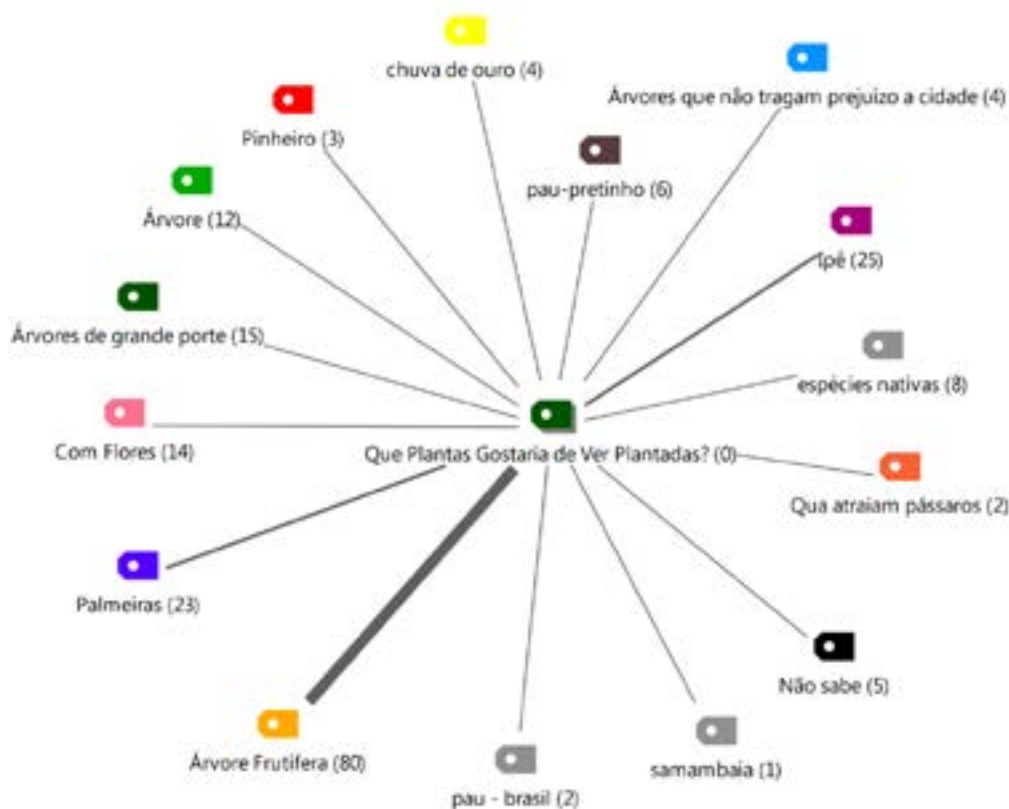 chuva de ouro (4)
Árvores que não tragam prejuízo a cidade (4)
Pinheiro (3)
pau-pretinho (6)
Árvore (12)
Ipê (25)
Árvores de grande porte (15)
espécies nativas (8)
Com Flores (14)
Que Plantas Gostaria de Ver Plantadas? (0)
Qua atraiam pássaros (2)
Palmeiras (23)
Não sabe (5)
Árvore Frutífera (80)
samambaia (1)
pau - brasil (2)